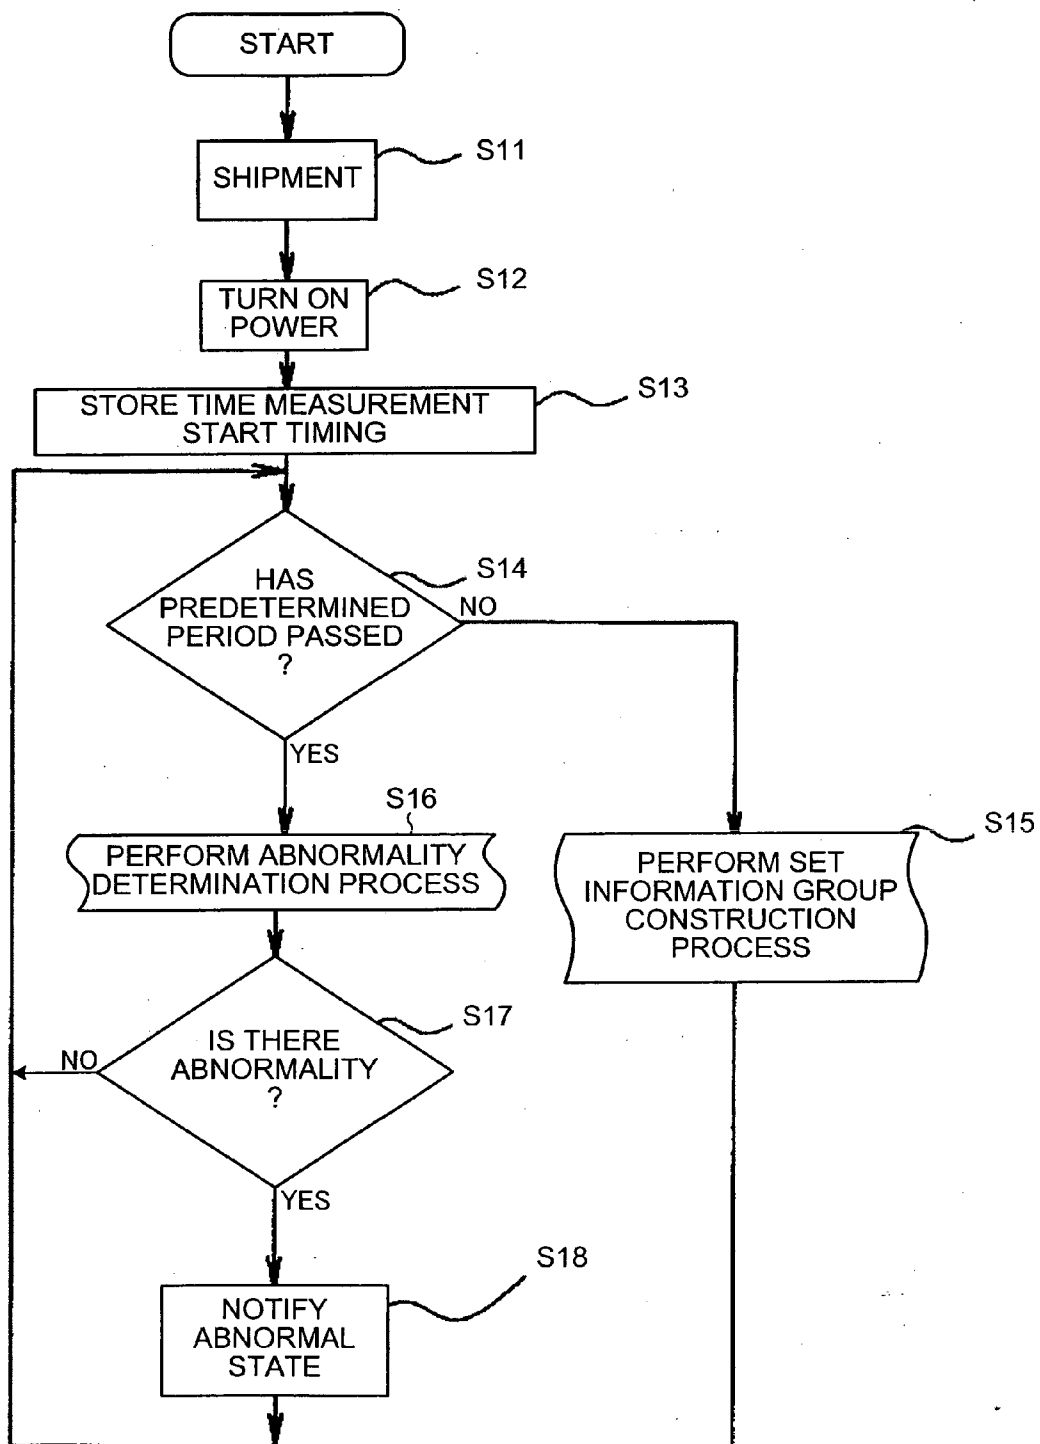 START
SHIPMENT
S11
TURN ON
POWER
S12
STORE TIME MEASUREMENT
START TIMING
S13
HAS
PREDETERMINED
PERIOD PASSED
?
S14
NO
YES
S16
PERFORM ABNORMALITY
DETERMINATION PROCESS
S15
PERFORM SET
INFORMATION GROUP
CONSTRUCTION
PROCESS
IS THERE
ABNORMALITY
?
S17
NO
YES
S18
NOTIFY
ABNORMAL
STATE